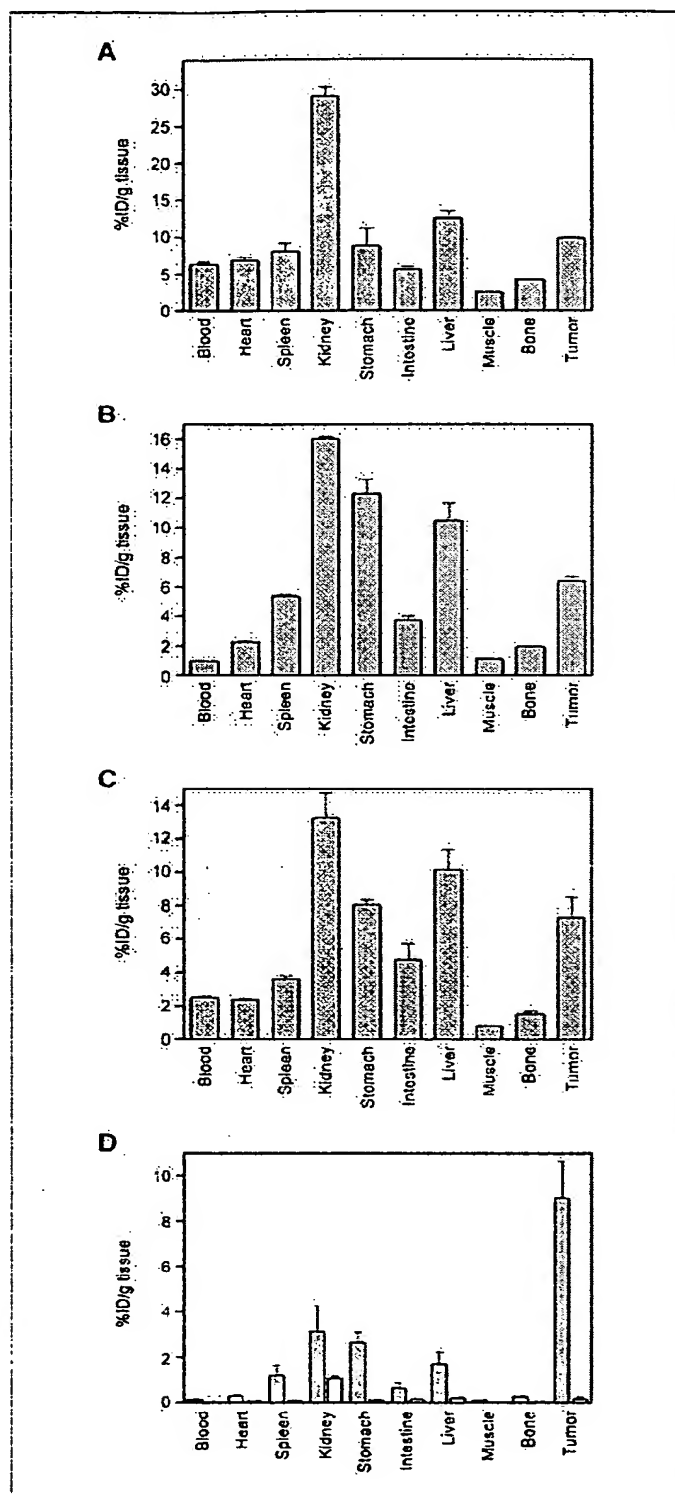 A
%ID/g tissue
30
25
20
15
10
5
0
Blood
Heart
Spleen
Kidney
Stomach
Intostino
Liver
Muscle
Bone
Tumor
B
%ID/g tissue
16
14
12
10
8
6
4
2
0
Blood
Heart
Spleen
Kidney
Stomach
Intostino
Liver
Muscle
Bone
Tumor
C
%ID/g tissue
14
12
10
8
6
4
2
0
Blood
Heart
Spleen
Kidney
Stomach
Intostino
Liver
Muscle
Bone
Tumor
D
%ID/g tissue
10
8
6
4
2
0
Blood
Heart
Spleen
Kidney
Stomach
Intestine
Liver
Muscle
Bone
Tumor